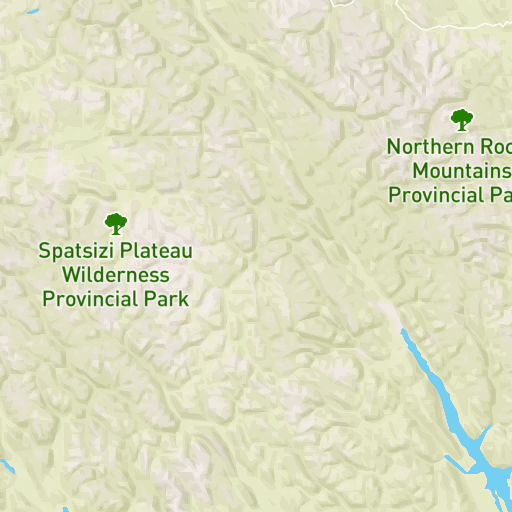 Northern Roc
Mountains
Provincial Pa
Spatsizi Plateau
Wilderness
Provincial Park